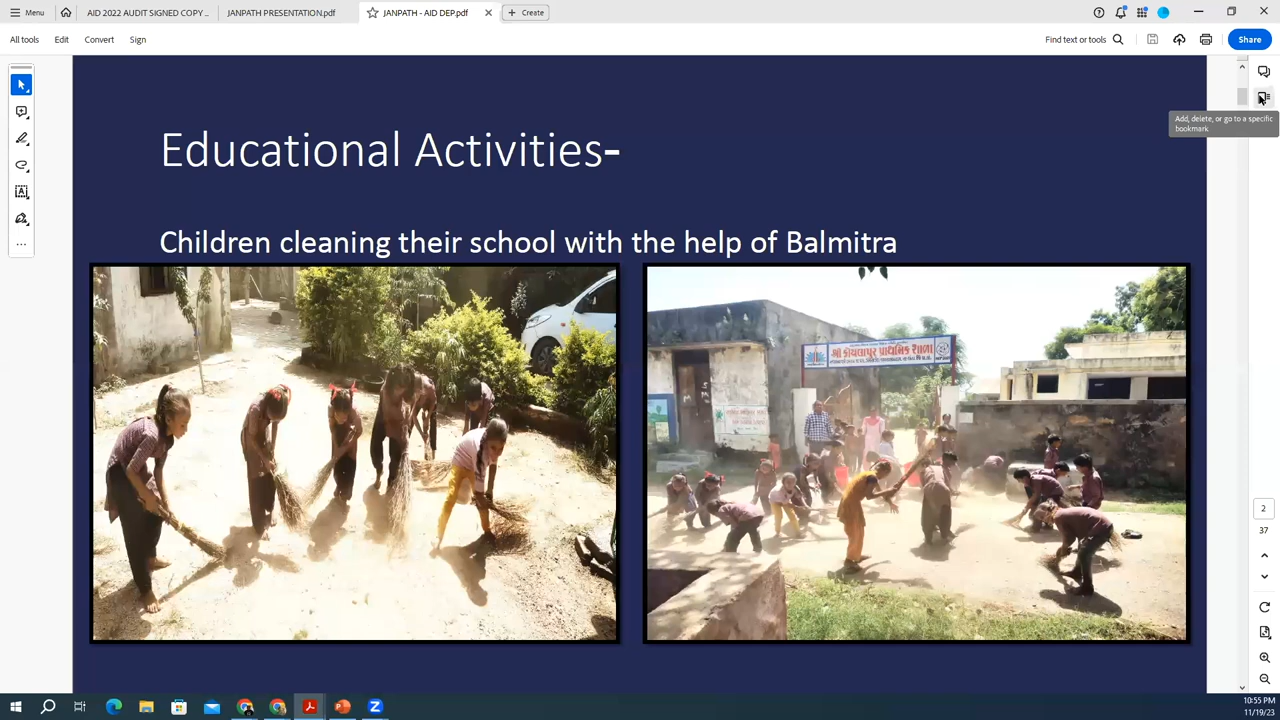 Menu
AID 2022 AUDIT SIGNED COPY ..
JANPATH PRESENTATION.pdf
JANPATH - AID DEP.pdf
Create
All tools
Edit
Convert
Sign
Find text or tools
Share
Add, delete, or go to a specific
bookmark
Educational Activities-
Children cleaning their school with the help of Balmitra
શ્રી કોયલાપુર પ્રાથમિક શાળા
2
37
10:55 PM
11/19/23